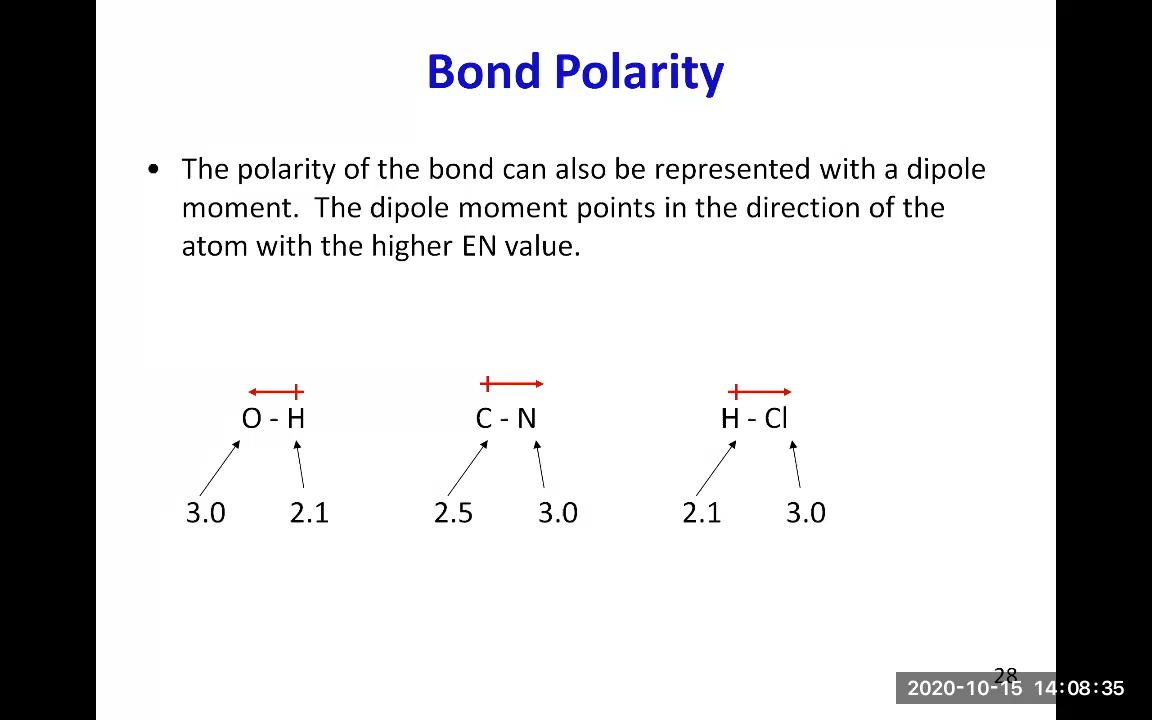 Bond Polarity
• The polarity of the bond can also be represented with a dipole
moment. The dipole moment points in the direction of the
atom with the higher EN value.
O - H C - N H - Cl
3.0 2.1 2.5 3.0 2.1 3.0
28
2020-10-15 14:08:35